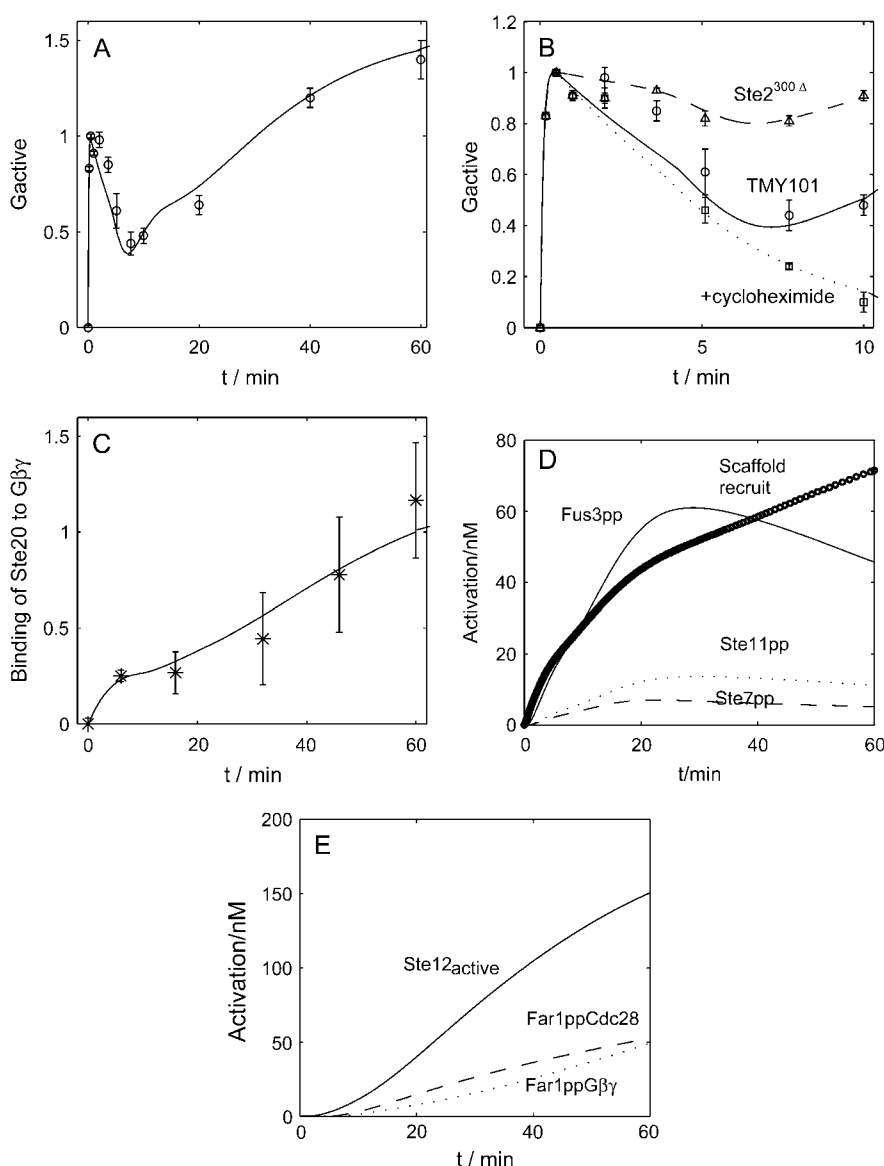 A
Gactive
1.5
1
0.5
0
0 20 40 60
t / min
B
Gactive
1.2
1
0.8
0.6
0.4
0.2
0
Ste2300 Δ
TMY101
+cycloheximide
0 5 10
t / min
C
Binding of Ste20 to Gβγ
1.5
1
0.5
0
0 20 40 60
t / min
D
Activation/nM
80
60
40
20
0
Scaffold
recruit
Fus3pp
Ste11pp
Ste7pp
0 20 40 60
t/min
E
Activation/nM
200
150
100
50
0
Ste12active
Far1ppCdc28
Far1ppGβγ
0 20 40 60
t / min